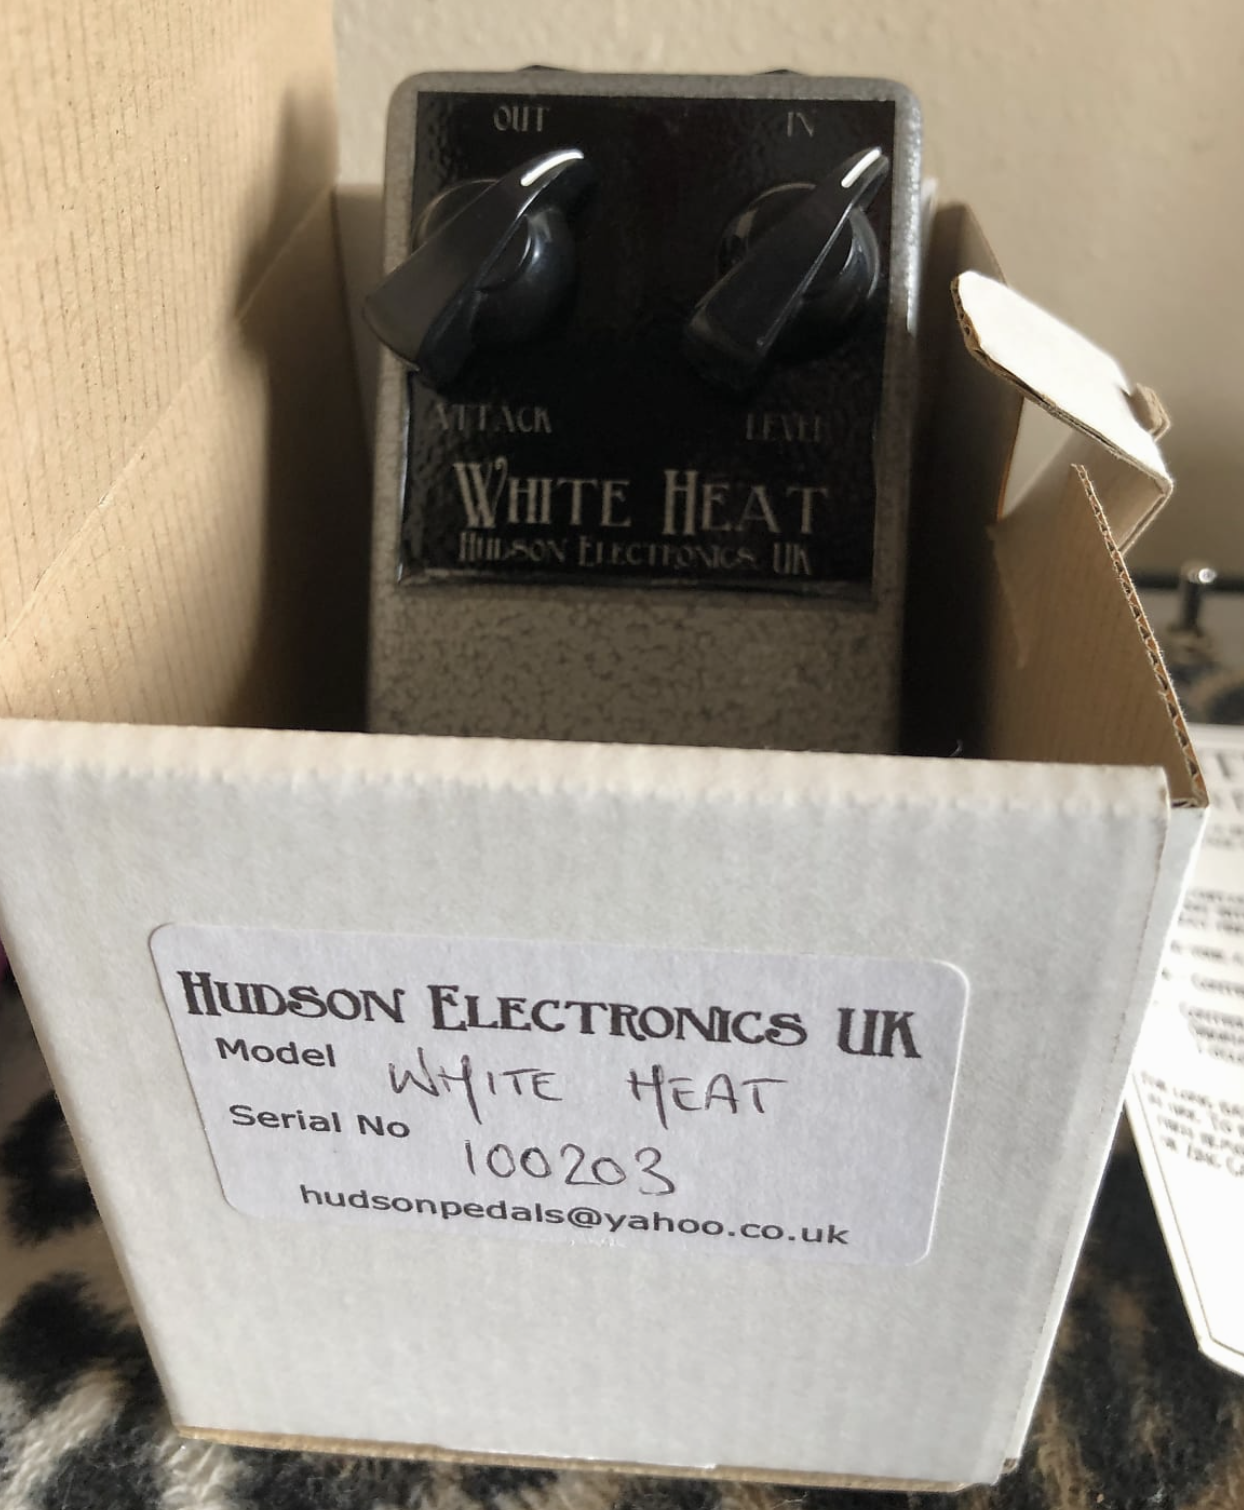 OUT IN
ATTACK LEVEL
WHITE HEAT
HUDSON ELECTRONICS UK
HUDSON ELECTRONICS UK
Model WHITE HEAT
Serial No 100203
hudsonpedals@yahoo.co.uk